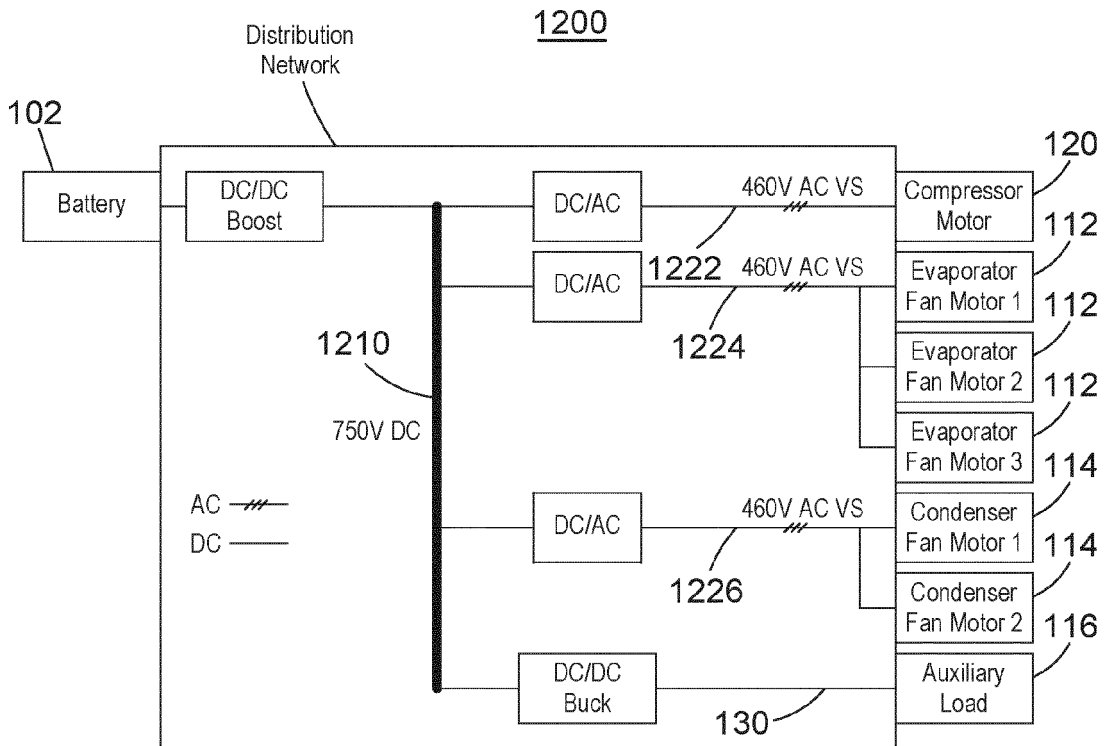 1200
Distribution
Network
102
Battery
DC/DC
Boost
DC/AC
460V AC VS
1222
Compressor
Motor
120
DC/AC
460V AC VS
1224
Evaporator
Fan Motor 1
112
Evaporator
Fan Motor 2
112
Evaporator
Fan Motor 3
112
1210
750V DC
AC
DC
DC/AC
460V AC VS
1226
Condenser
Fan Motor 1
114
Condenser
Fan Motor 2
114
DC/DC
Buck
130
Auxiliary
Load
116